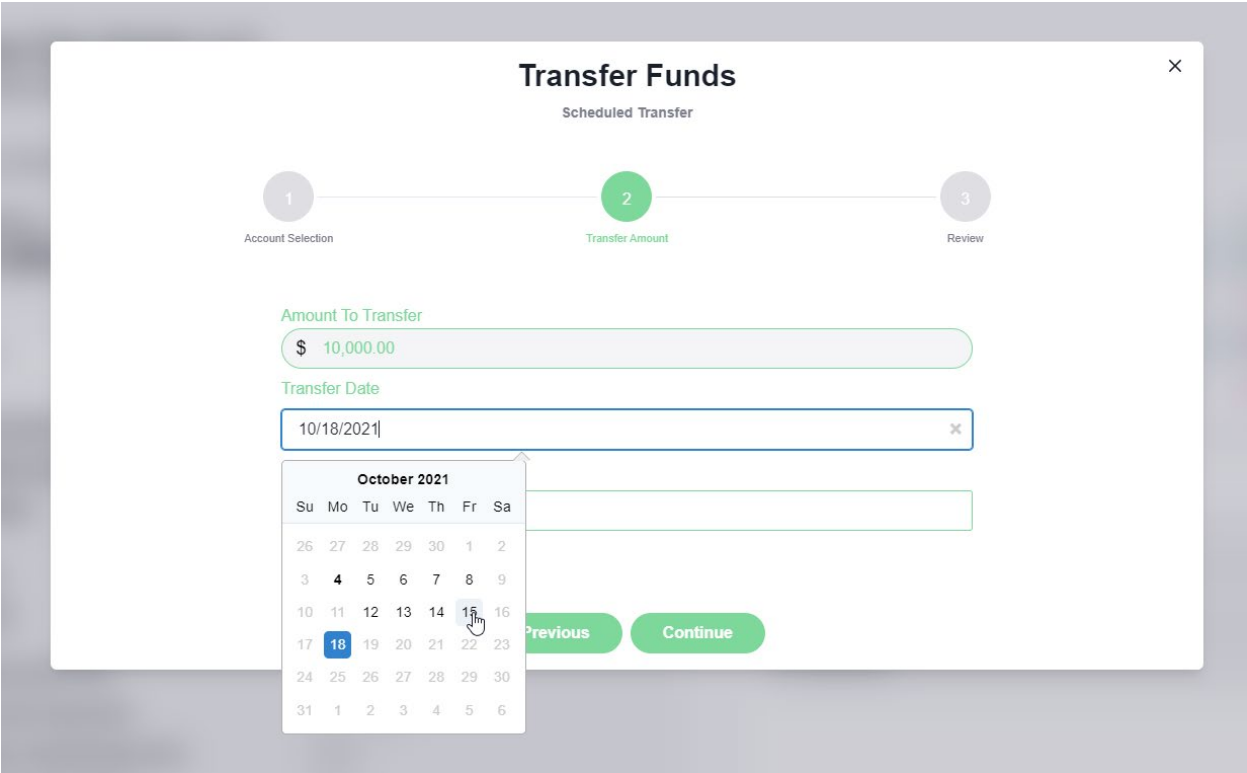 Transfer Funds
×
Scheduled Transfer
1
2
3
Account Selection
Transfer Amount
Review
Amount To Transfer
$ 10,000.00
Transfer Date
10/18/2021
×
October 2021
Su Mo Tu We Th Fr Sa
26 27 28 29 30 1 2
3 4 5 6 7 8 9
10 11 12 13 14 15 16
17 18 19 20 21 22 23
24 25 26 27 28 29 30
31 1 2 3 4 5 6
Previous
Continue